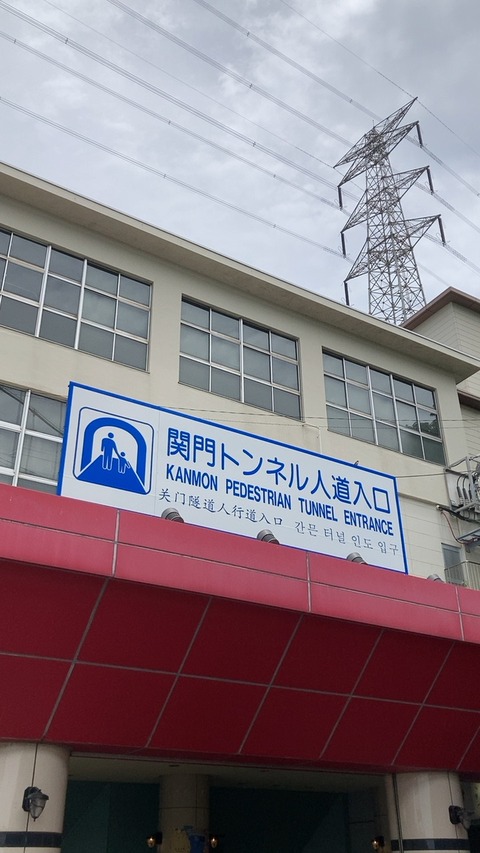 関門トンネル人道入口
KANMON PEDESTRIAN TUNNEL ENTRANCE
关门隧道人行道入口 간몬 터널 인도 입구